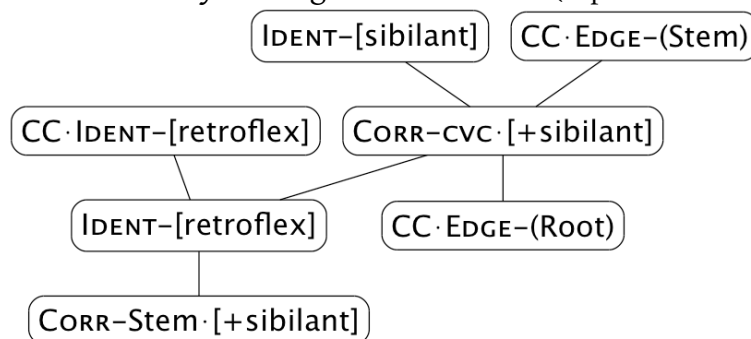 IDENT–[sibilant]
CC·EDGE–(Stem)
CC·IDENT–[retroflex]
CORR–CVC·[+sibilant]
IDENT–[retroflex]
CC·EDGE–(Root)
CORR–Stem·[+sibilant]